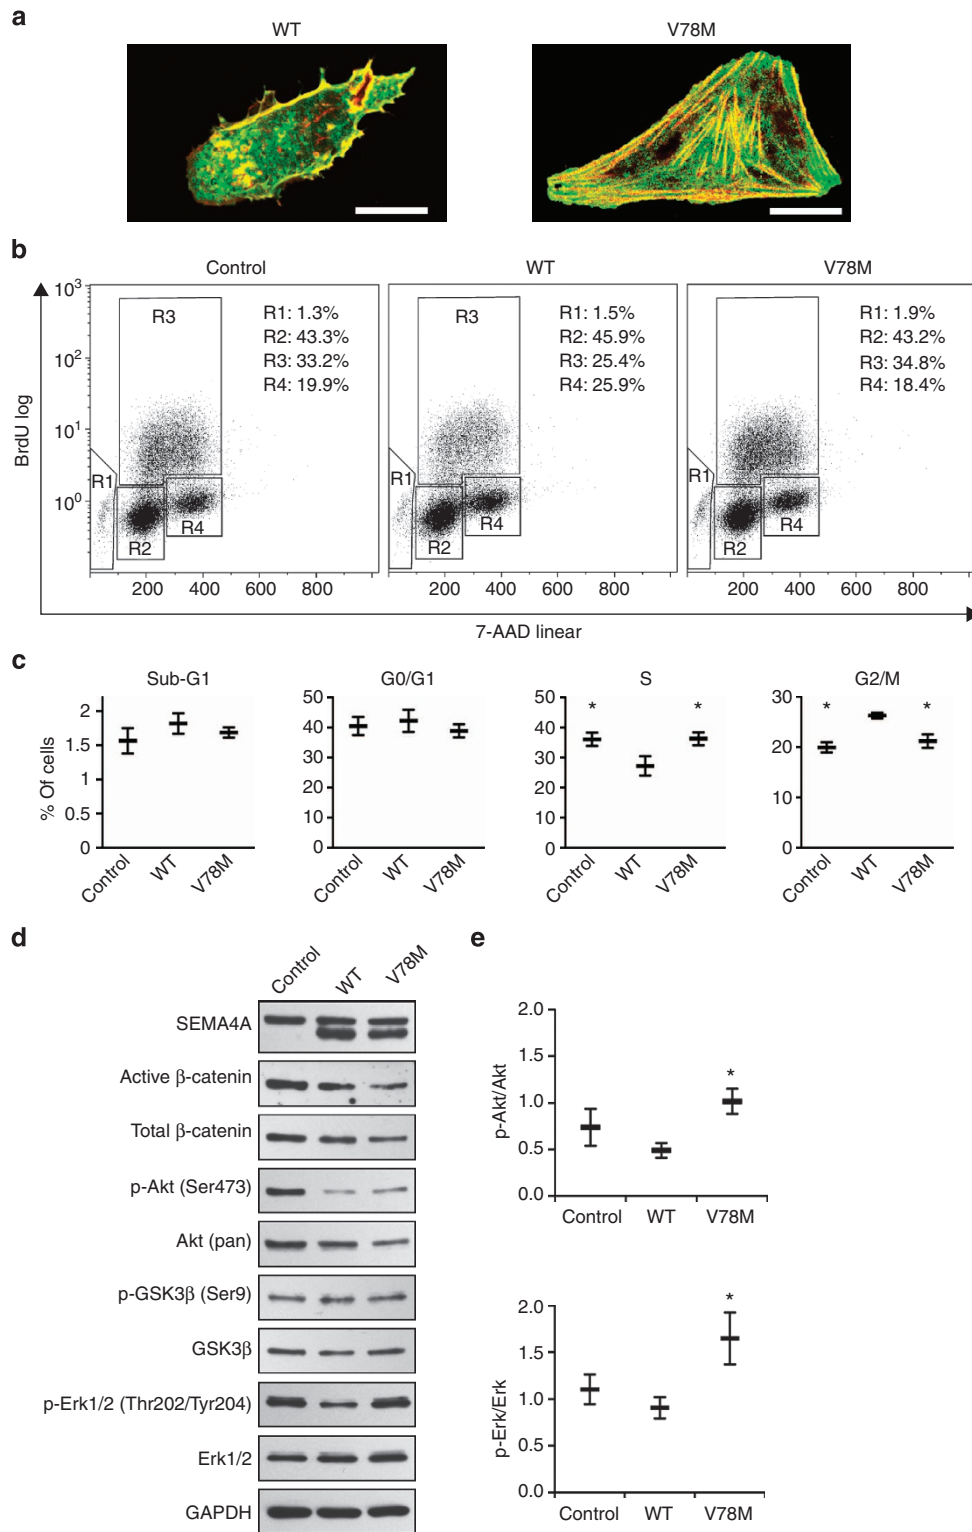 a
WT
V78M
b
Control
WT
V78M
BrdU log
10³
10²
10¹
10⁰
R3
R1: 1.3%
R2: 43.3%
R3: 33.2%
R4: 19.9%
R1
R2
R4
R3
R1: 1.5%
R2: 45.9%
R3: 25.4%
R4: 25.9%
R1
R2
R4
R1: 1.9%
R2: 43.2%
R3: 34.8%
R4: 18.4%
R1
R2
R4
200 400 600 800
200 400 600 800
200 400 600 800
7-AAD linear
c
Sub-G1
% Of cells
2
1.5
1
0.5
0
Control WT V78M
G0/G1
50
40
30
20
10
0
Control WT V78M
S
50
40
30
20
10
0
* *
Control WT V78M
G2/M
30
20
10
0
* *
Control WT V78M
d
Control WT V78M
SEMA4A
Active β-catenin
Total β-catenin
p-Akt (Ser473)
Akt (pan)
p-GSK3β (Ser9)
GSK3β
p-Erk1/2 (Thr202/Tyr204)
Erk1/2
GAPDH
e
p-Akt/Akt
2.0
1.5
1.0
0.5
0.0
*
Control WT V78M
p-Erk/Erk
2.0
1.5
1.0
0.5
0.0
*
Control WT V78M